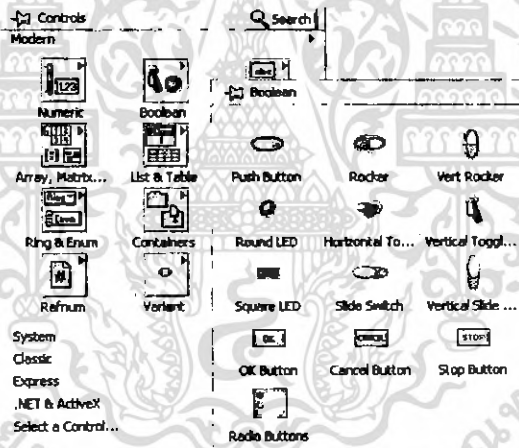 Controls
Search
Modern
Numeric
Boolean
Array, Matrix...
List & Table
Ring & Enum
Containers
Refnum
Variant
System
Classic
Express
.NET & ActiveX
Select a Control...
Boolean
Push Button
Rocker
Vert Rocker
Round LED
Horizontal To...
Vertical Toggl...
Square LED
Slide Switch
Vertical Slide ...
OK
CANCEL
STOP
OK Button
Cancel Button
Stop Button
Radio Buttons